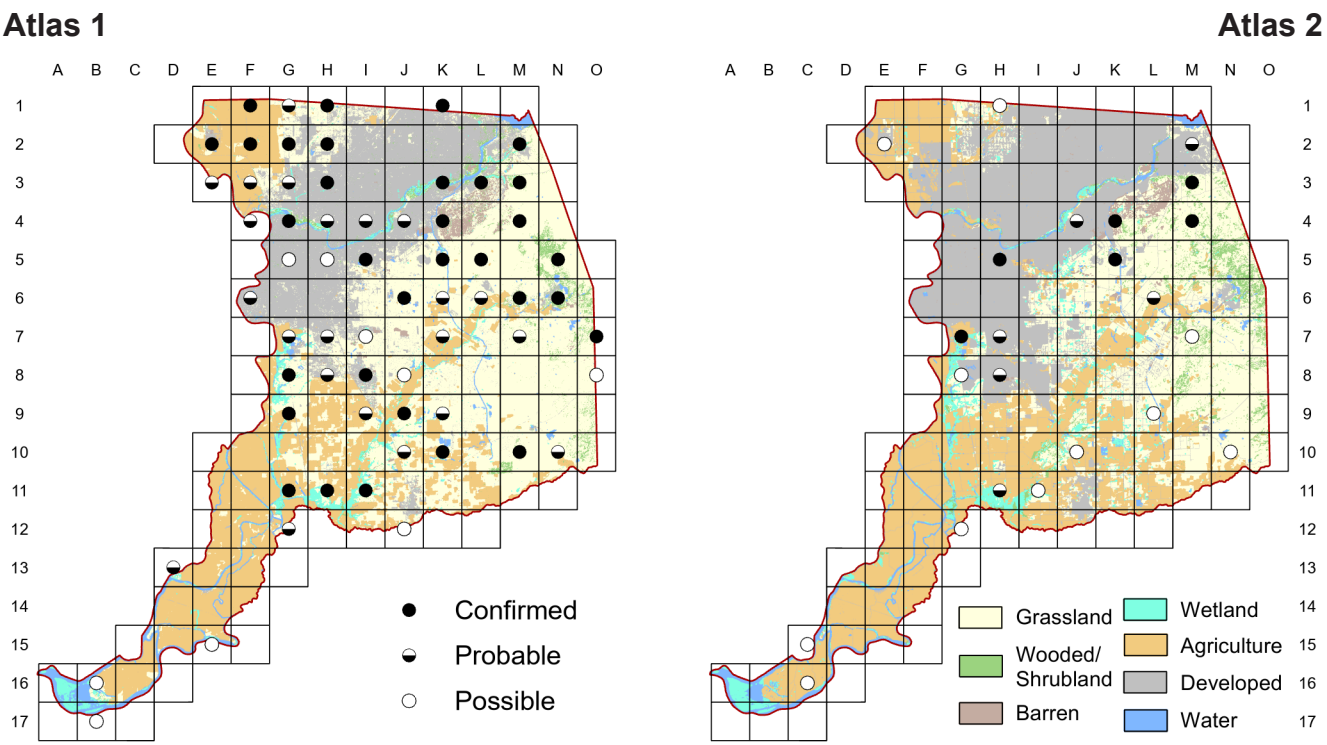 Atlas 1
Atlas 2
A B C D E F G H I J K L M N O
A B C D E F G H I J K L M N O
1
2
3
4
5
6
7
8
9
10
11
12
13
14
15
16
17
1
2
3
4
5
6
7
8
9
10
11
12
13
14
15
16
17
Confirmed
Probable
Possible
Grassland
Wooded/
Shrubland
Barren
Wetland
Agriculture
Developed
Water